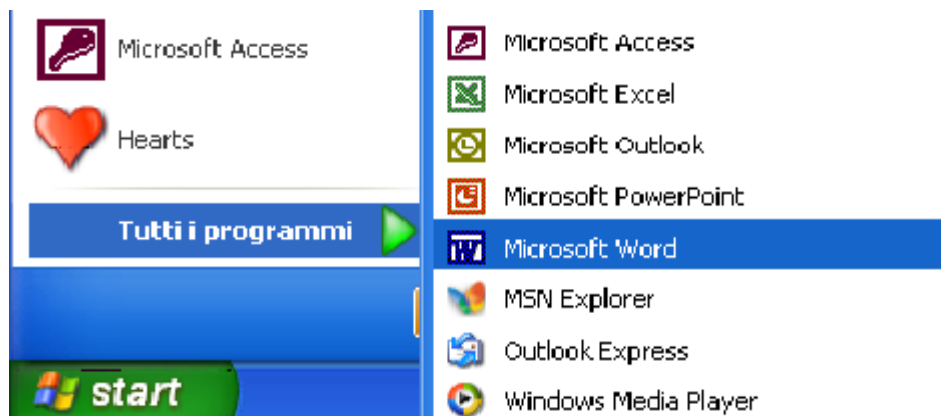 Microsoft Access
Hearts
Tutti i programmi
start
Microsoft Access
Microsoft Excel
Microsoft Outlook
Microsoft PowerPoint
Microsoft Word
MSN Explorer
Outlook Express
Windows Media Player